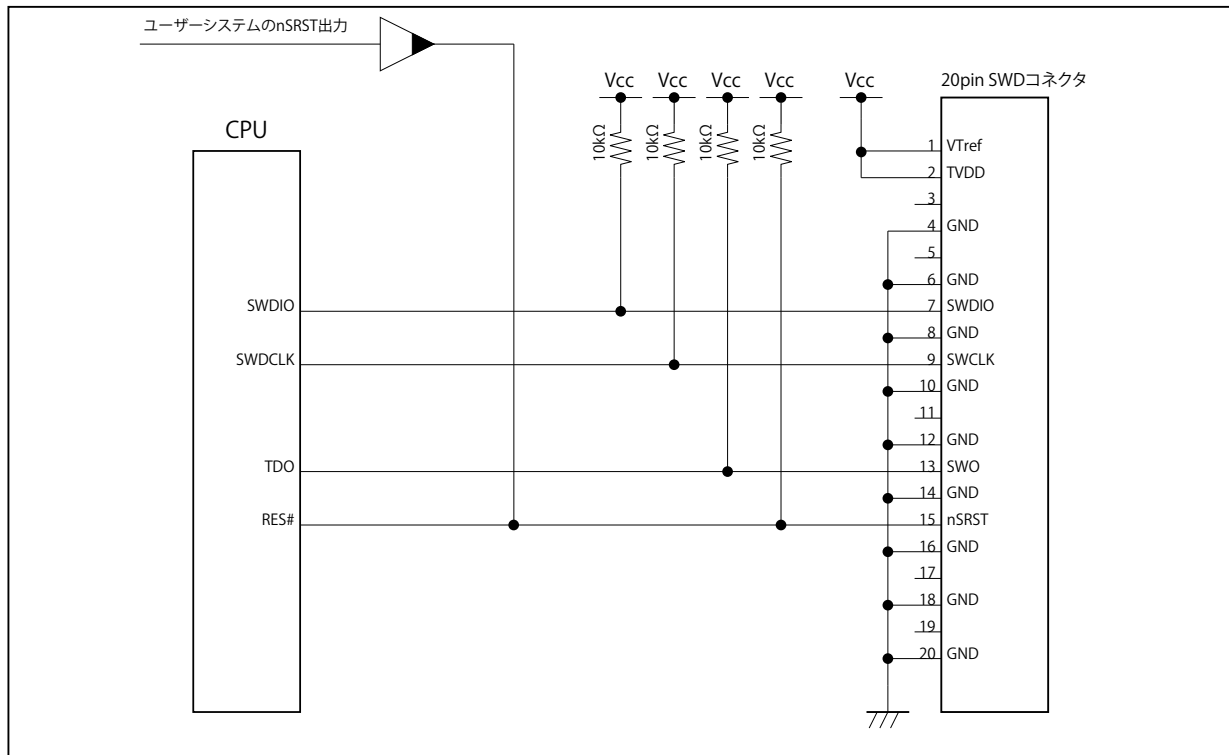 ユーザーシステムのnSRST出力
Vcc Vcc Vcc Vcc Vcc
20pin SWDコネクタ
CPU
10kΩ 10kΩ 10kΩ 10kΩ
1 VTref
2 TVDD
3
4 GND
5
6 GND
SWDIO 7 SWDIO
8 GND
SWDCLK 9 SWCLK
10 GND
11
12 GND
TDO 13 SWO
14 GND
RES# 15 nSRST
16 GND
17
18 GND
19
20 GND